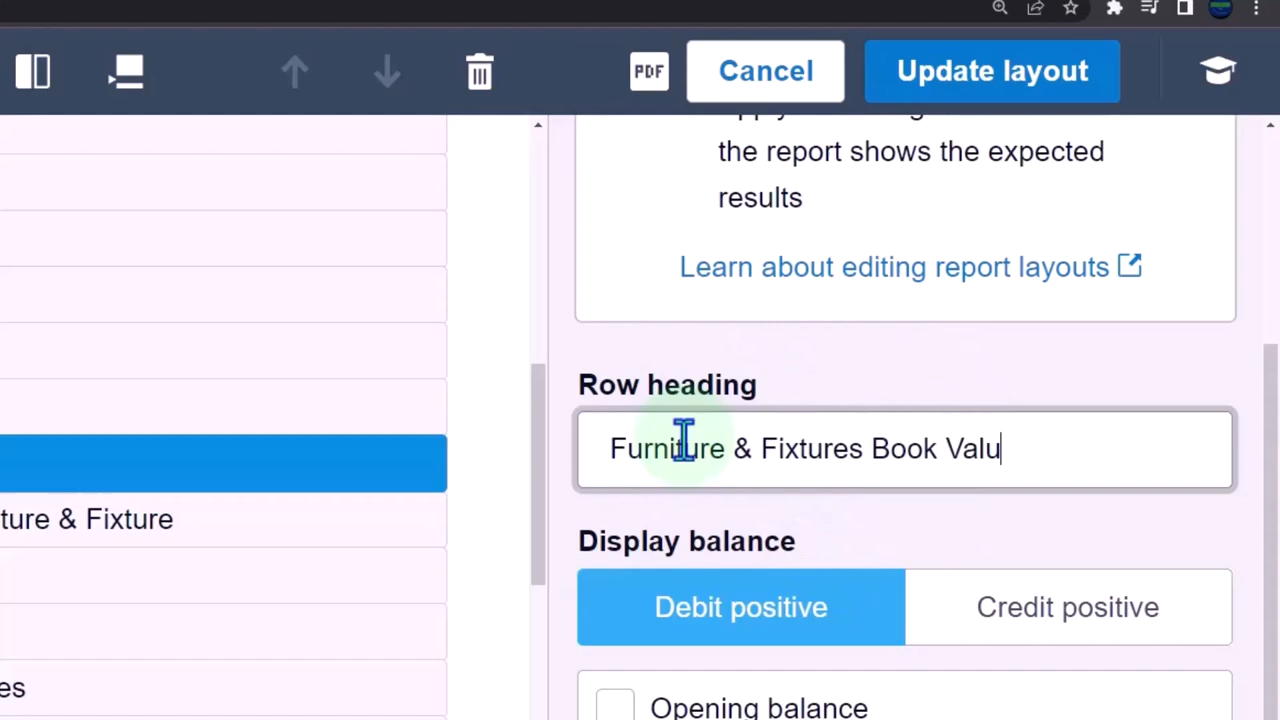 PDF
Cancel
Update layout
the report shows the expected
results
Learn about editing report layouts
Row heading
Furniture & Fixtures Book Valu
ture & Fixture
Display balance
Debit positive
Credit positive
es
Opening balance